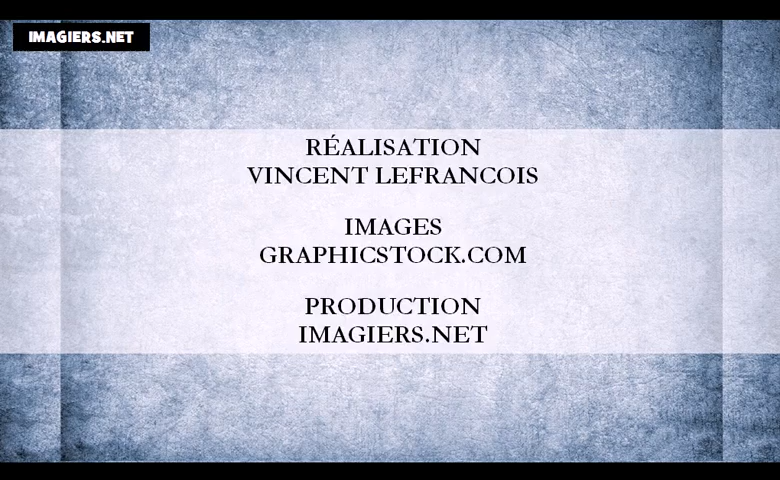 IMAGIERS.NET
RÉALISATION
VINCENT LEFRANCOIS
IMAGES
GRAPHICSTOCK.COM
PRODUCTION
IMAGIERS.NET